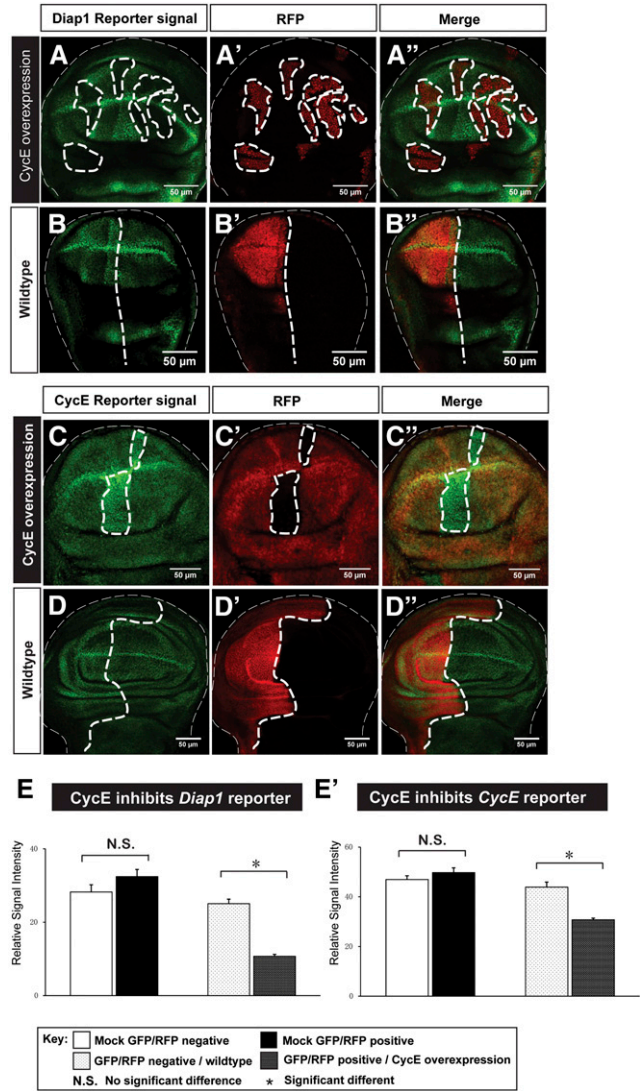 Diap1 Reporter signal RFP Merge
CycE overexpression
A A' A''
50 µm 50 µm 50 µm
Wildtype
B B' B''
50 µm 50 µm 50 µm
CycE Reporter signal RFP Merge
CycE overexpression
C C' C''
50 µm 50 µm 50 µm
Wildtype
D D' D''
50 µm 50 µm 50 µm
E CycE inhibits Diap1 reporter
Relative Signal Intensity
40
20
0
N.S. *
E' CycE inhibits CycE reporter
Relative Signal Intensity
60
40
20
0
N.S. *
Key: Mock GFP/RFP negative Mock GFP/RFP positive
GFP/RFP negative / wildtype GFP/RFP positive / CycE overexpression
N.S. No significant difference * Significant different